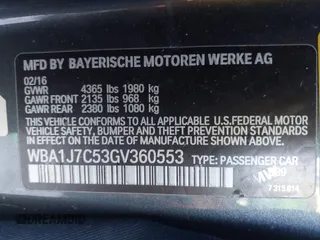 MFD BY BAYERISCHE MOTOREN WERKE AG
02/16
GVWR 4365 lbs 1980 kg
GAWR FRONT 2135 lbs 968 kg
GAWR REAR 2380 lbs 1080 kg
THIS VEHICLE CONFORMS TO ALL APPLICABLE U.S.FEDERAL MOTOR
VEHICLE SAFETY, BUMPER, AND THEFT PREVENTION STANDARDS
IN EFFECT ON THE DATE OF MANUFACTURE SHOWN ABOVE.
WBA1J7C53GV360553 TYPE: PASSENGER CAR